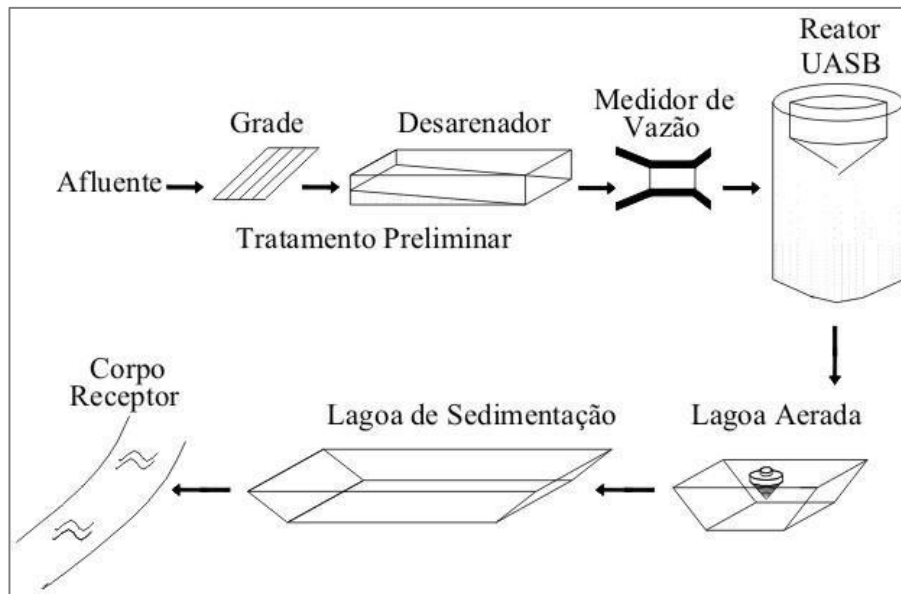 Reator
UASB
Medidor de
Vazão
Grade
Desarenador
Afluente
Tratamento Preliminar
Corpo
Receptor
Lagoa de Sedimentação
Lagoa Aerada